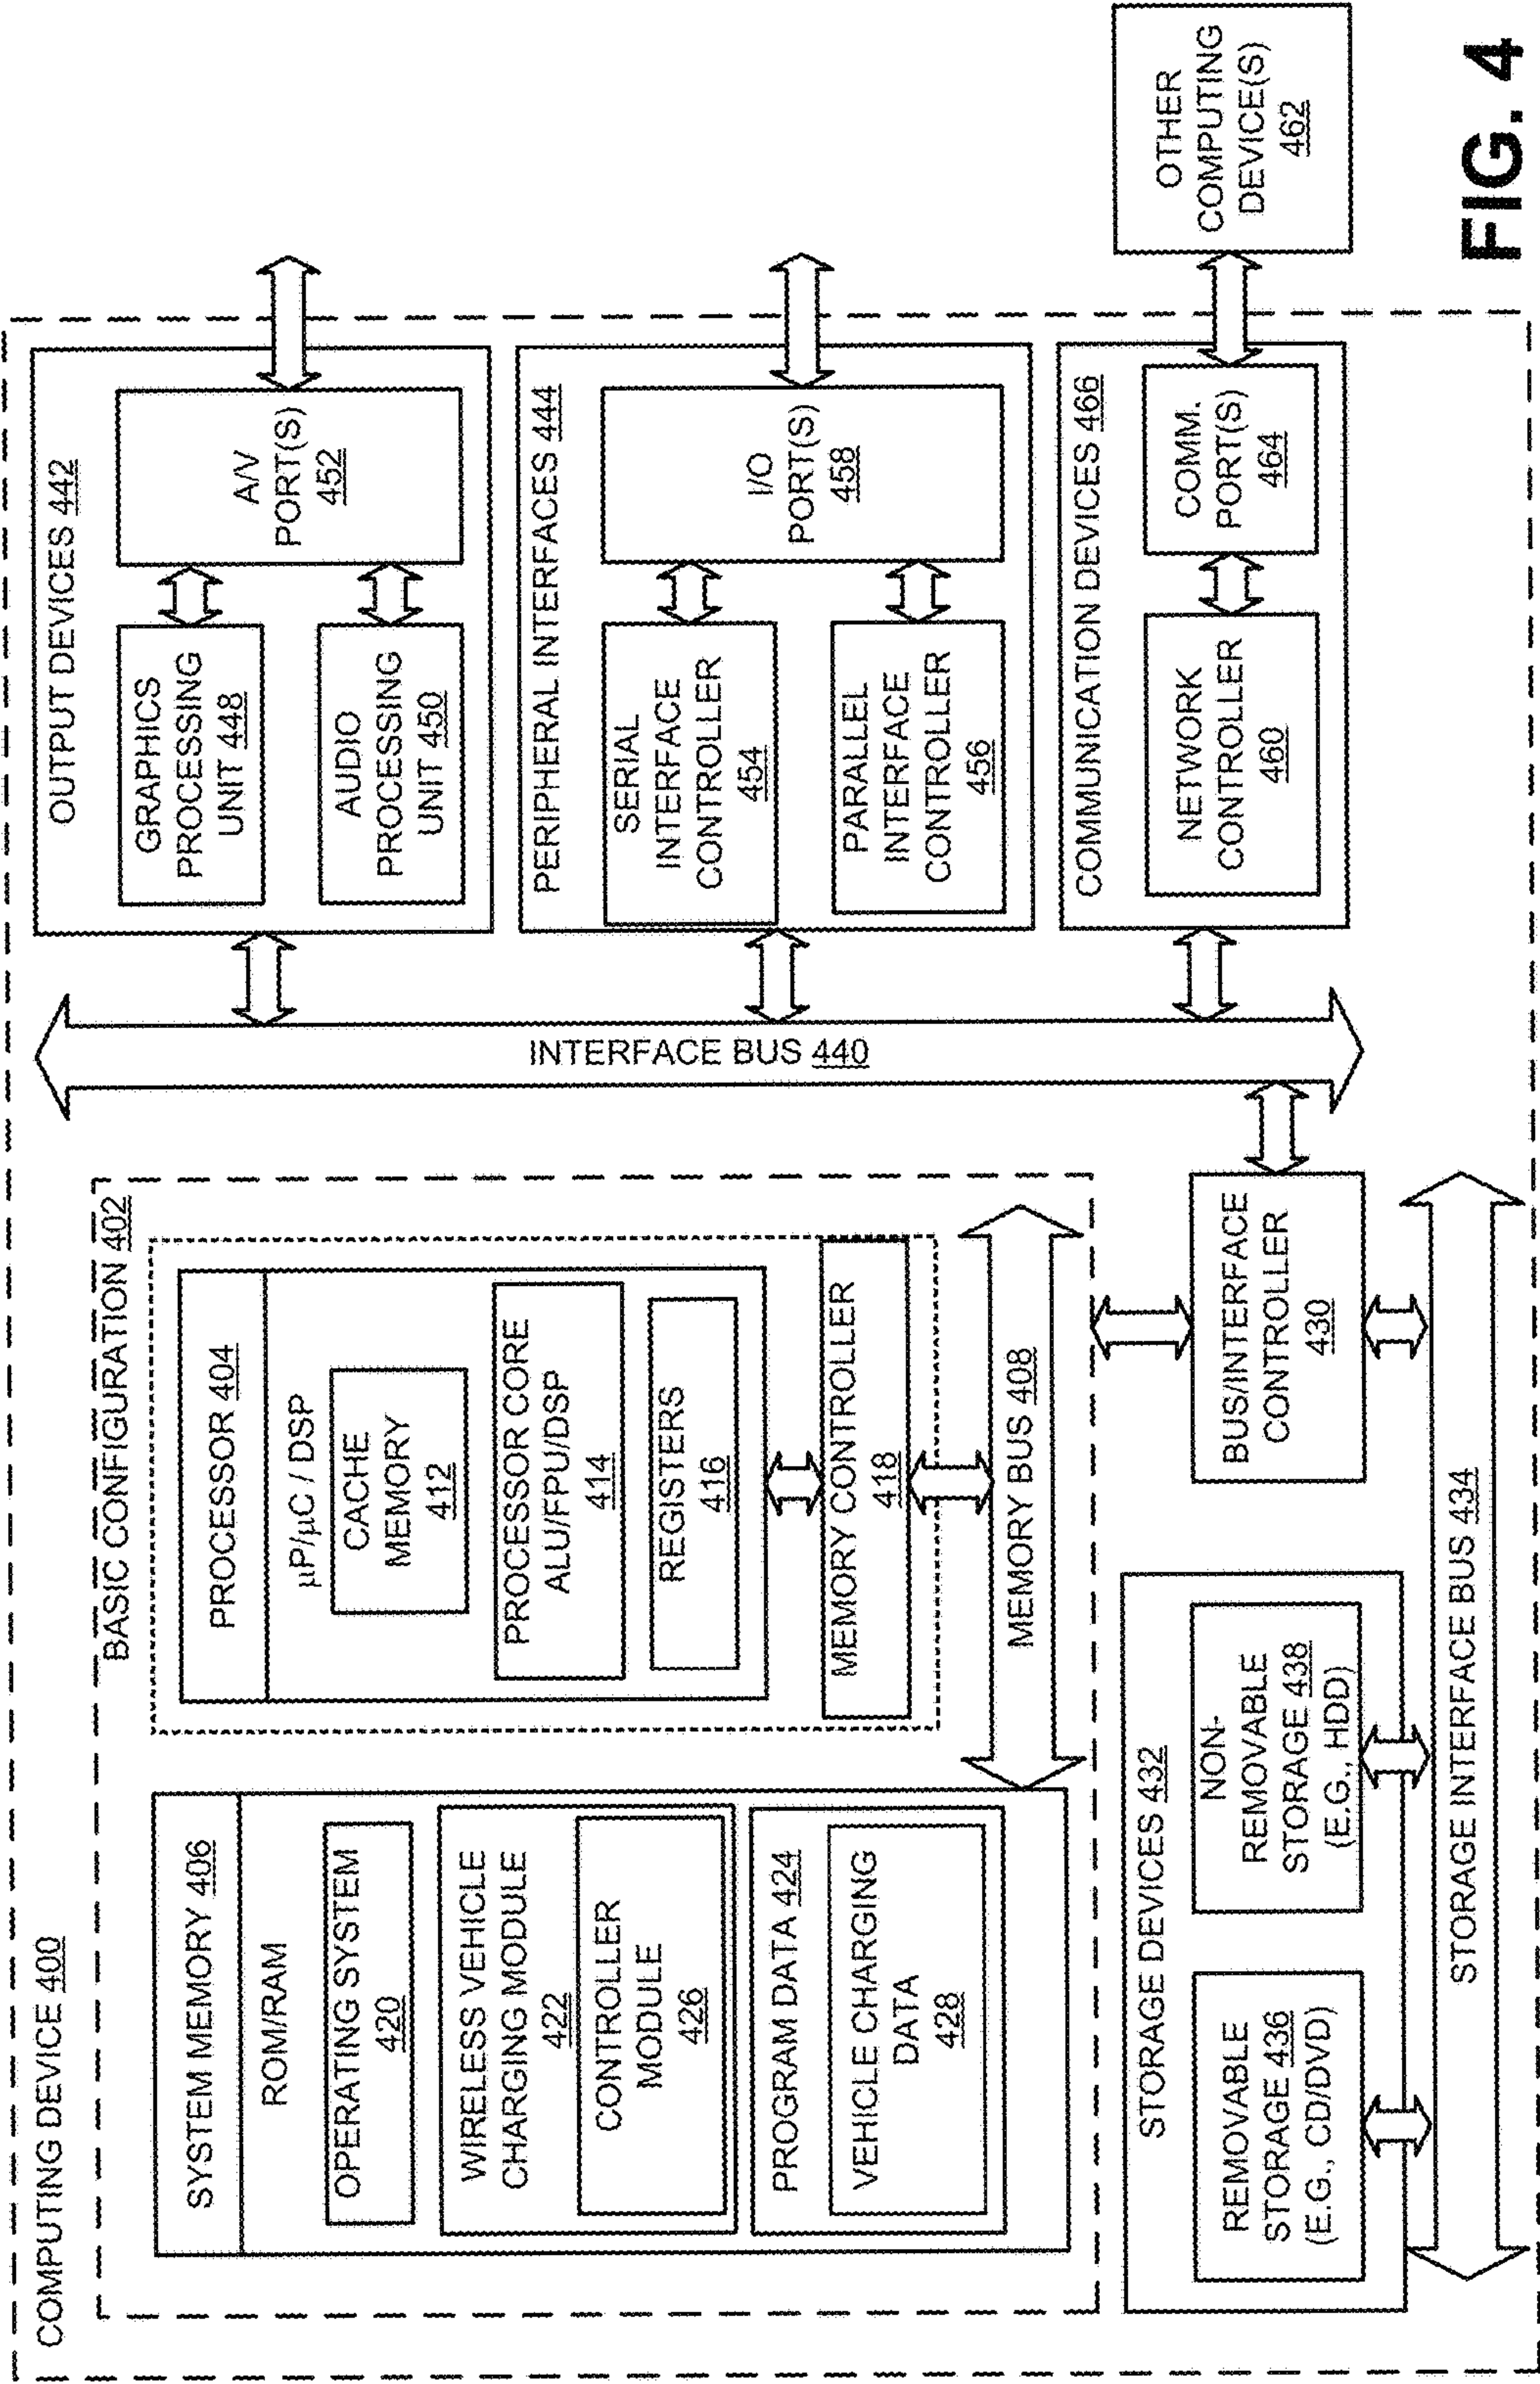 COMPUTING DEVICE 400
BASIC CONFIGURATION 402
SYSTEM MEMORY 406
ROM/RAM
OPERATING SYSTEM
420
WIRELESS VEHICLE
CHARGING MODULE
422
CONTROLLER
MODULE
426
PROGRAM DATA 424
VEHICLE CHARGING
DATA
428
PROCESSOR 404
µP/µC / DSP
CACHE
MEMORY
412
PROCESSOR CORE
ALU/FPU/DSP
414
REGISTERS
416
MEMORY CONTROLLER
418
MEMORY BUS 408
BUS/INTERFACE
CONTROLLER
430
STORAGE DEVICES 432
REMOVABLE
STORAGE 436
(E.G., CD/DVD)
NON-
REMOVABLE
STORAGE 438
(E.G., HDD)
STORAGE INTERFACE BUS 434
INTERFACE BUS 440
OUTPUT DEVICES 442
GRAPHICS
PROCESSING
UNIT 448
AUDIO
PROCESSING
UNIT 450
A/V
PORT(S)
452
PERIPHERAL INTERFACES 444
SERIAL
INTERFACE
CONTROLLER
454
PARALLEL
INTERFACE
CONTROLLER
456
I/O
PORT(S)
458
COMMUNICATION DEVICES 466
NETWORK
CONTROLLER
460
COMM.
PORT(S)
464
OTHER
COMPUTING
DEVICE(S)
462
FIG. 4